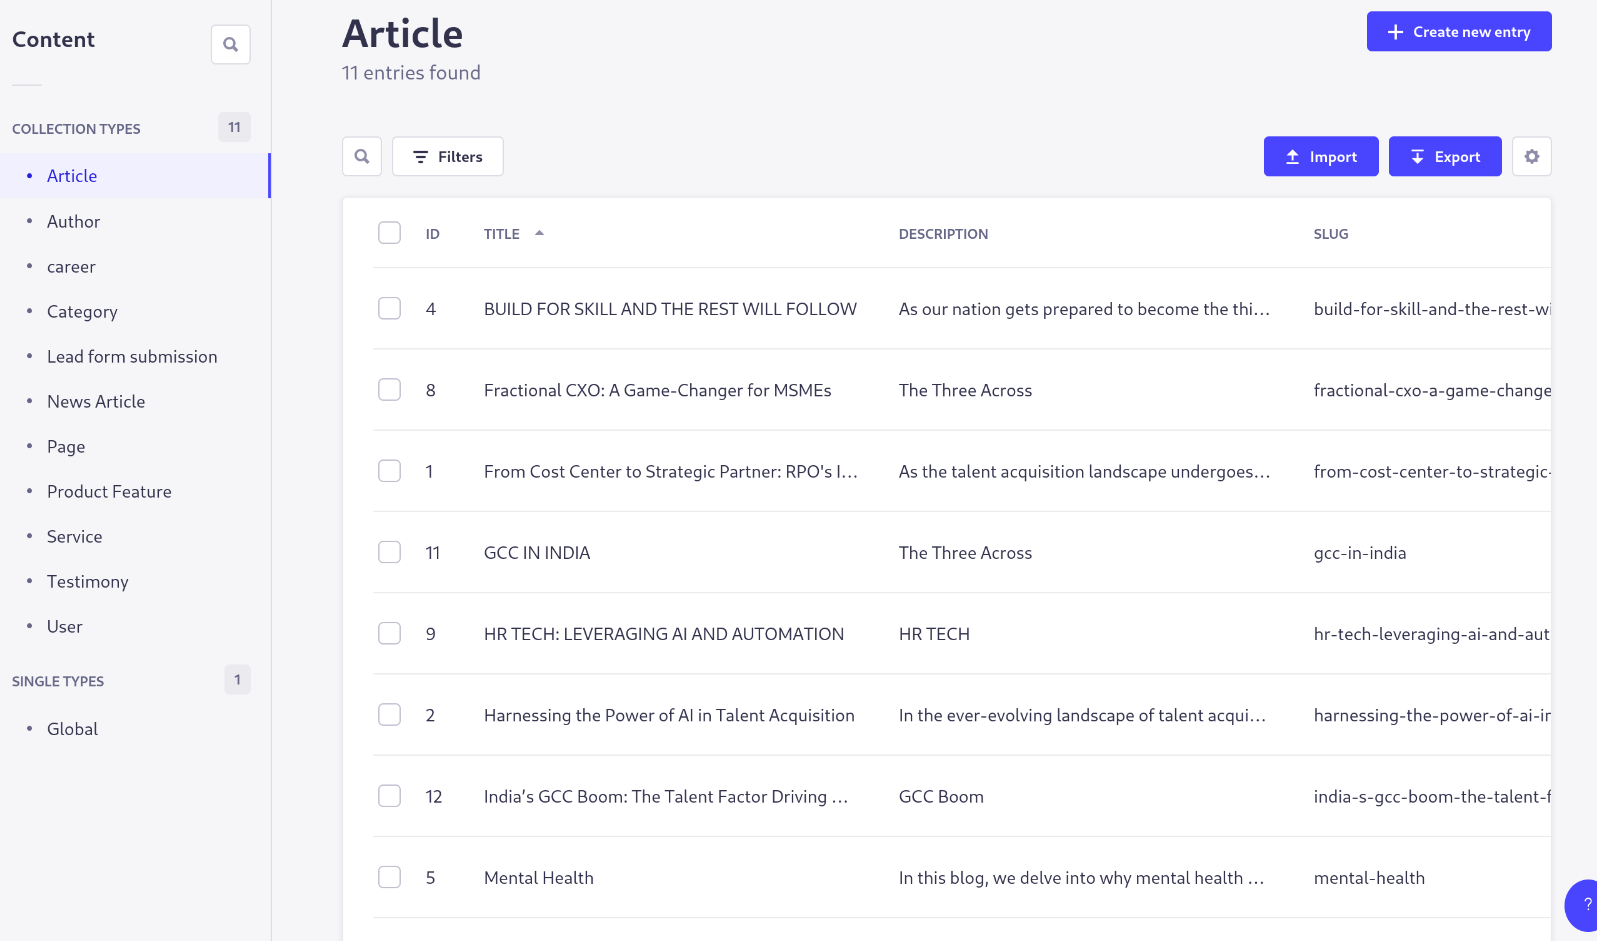 Content
COLLECTION TYPES 11
Article
Author
career
Category
Lead form submission
News Article
Page
Product Feature
Service
Testimony
User
SINGLE TYPES 1
Global
Article
11 entries found
Create new entry
Filters
Import
Export
ID TITLE DESCRIPTION SLUG
4 BUILD FOR SKILL AND THE REST WILL FOLLOW As our nation gets prepared to become the thi... build-for-skill-and-the-rest-wi
8 Fractional CXO: A Game-Changer for MSMEs The Three Across fractional-cxo-a-game-change
1 From Cost Center to Strategic Partner: RPO's I... As the talent acquisition landscape undergoes... from-cost-center-to-strategic-
11 GCC IN INDIA The Three Across gcc-in-india
9 HR TECH: LEVERAGING AI AND AUTOMATION HR TECH hr-tech-leveraging-ai-and-aut
2 Harnessing the Power of AI in Talent Acquisition In the ever-evolving landscape of talent acqui... harnessing-the-power-of-ai-in
12 India’s GCC Boom: The Talent Factor Driving ... GCC Boom india-s-gcc-boom-the-talent-f
5 Mental Health In this blog, we delve into why mental health ... mental-health
?